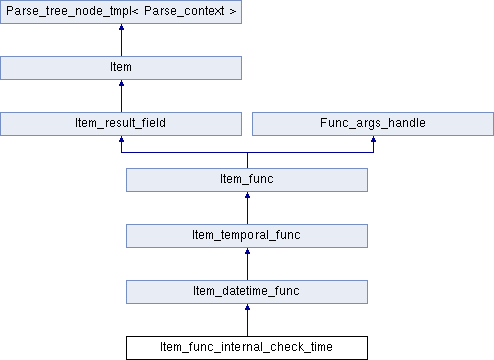 Parse_tree_node_tmpl< Parse_context >
Item
Item_result_field
Func_args_handle
Item_func
Item_temporal_func
Item_datetime_func
Item_func_internal_check_time